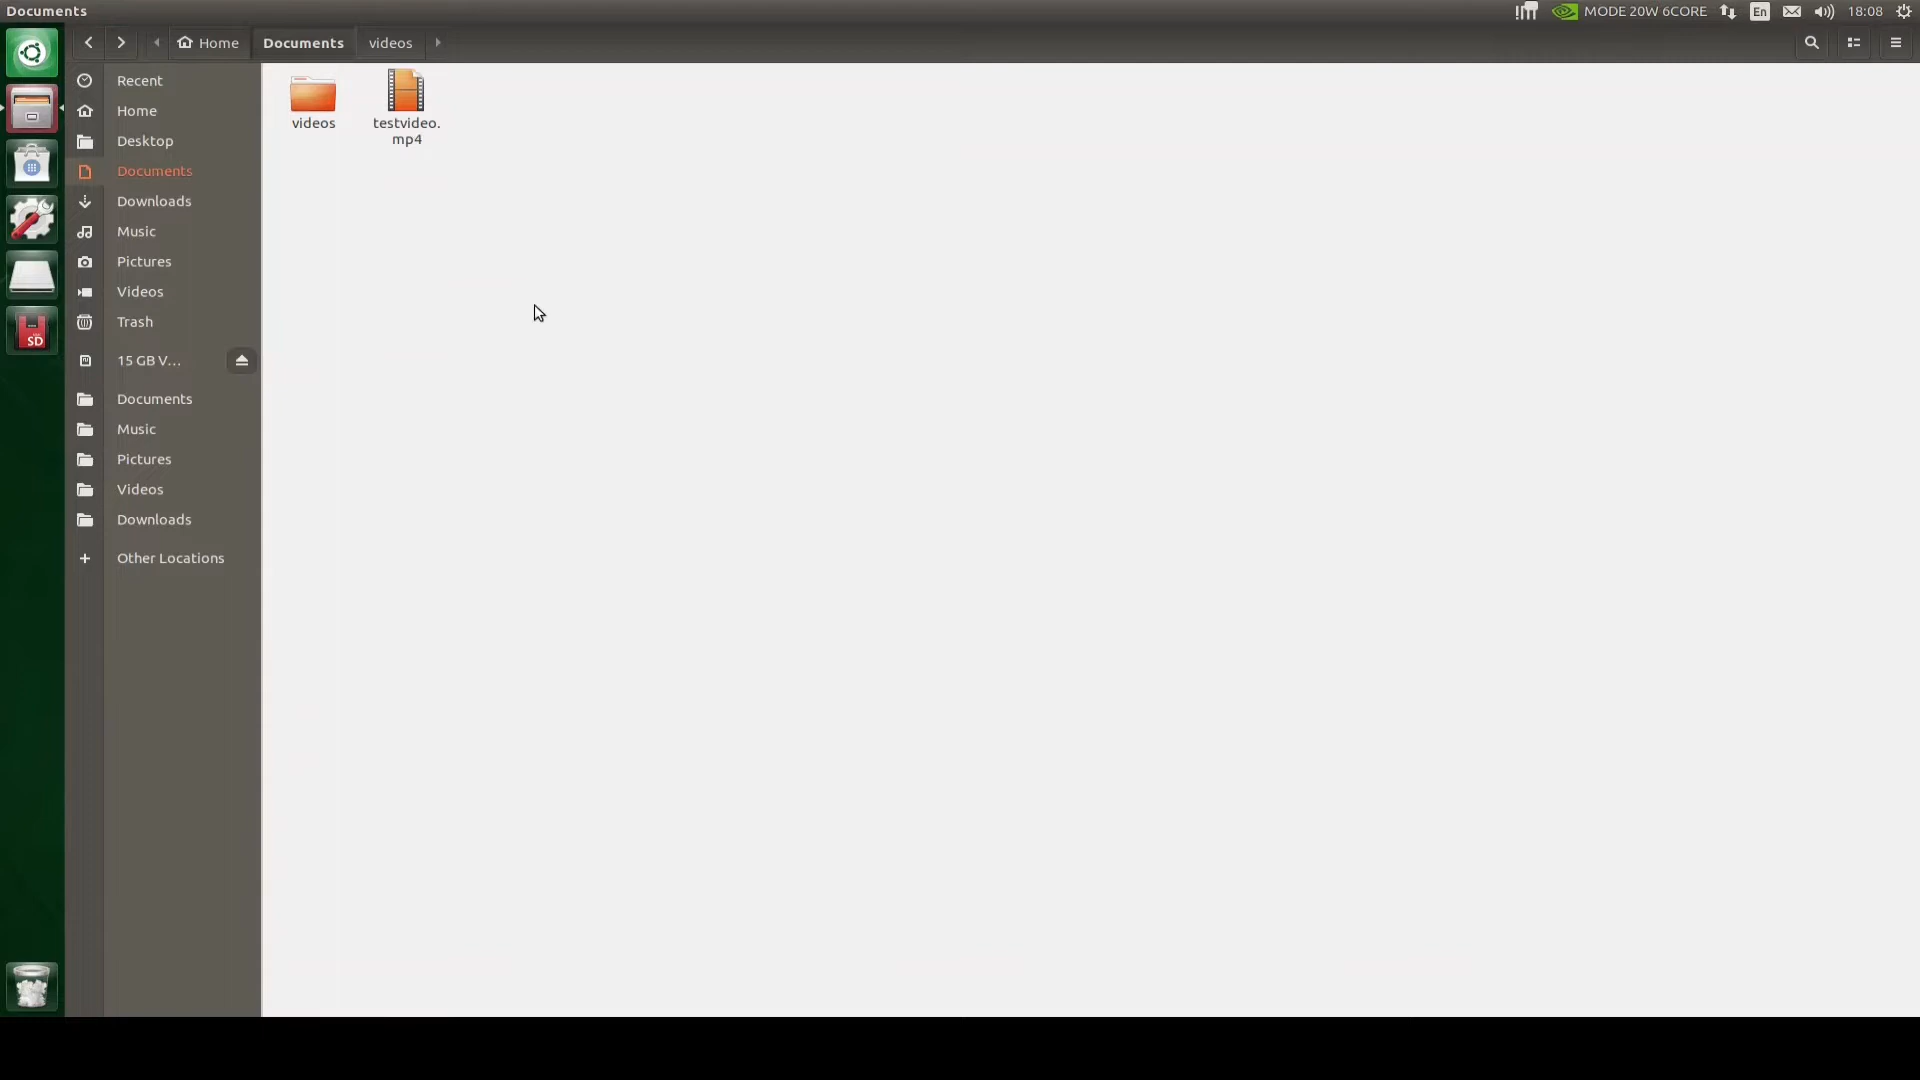 Documents
MODE 20W 6CORE
En
18:08
Home
Documents
videos
Recent
Home
Desktop
Documents
Downloads
Music
Pictures
Videos
Trash
15 GB V...
Documents
Music
Pictures
Videos
Downloads
Other Locations
videos
testvideo.
mp4
SD